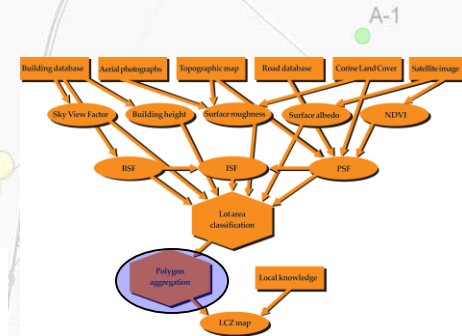 A-1
Building database
Aerial photographs
Topographic map
Road database
Corine Land Cover
Satellite image
Sky View Factor
Building height
Surface roughness
Surface albedo
NDVI
BSF
ISF
PSF
Lot area
classification
Polygon
aggregation
Local knowledge
LCZ map